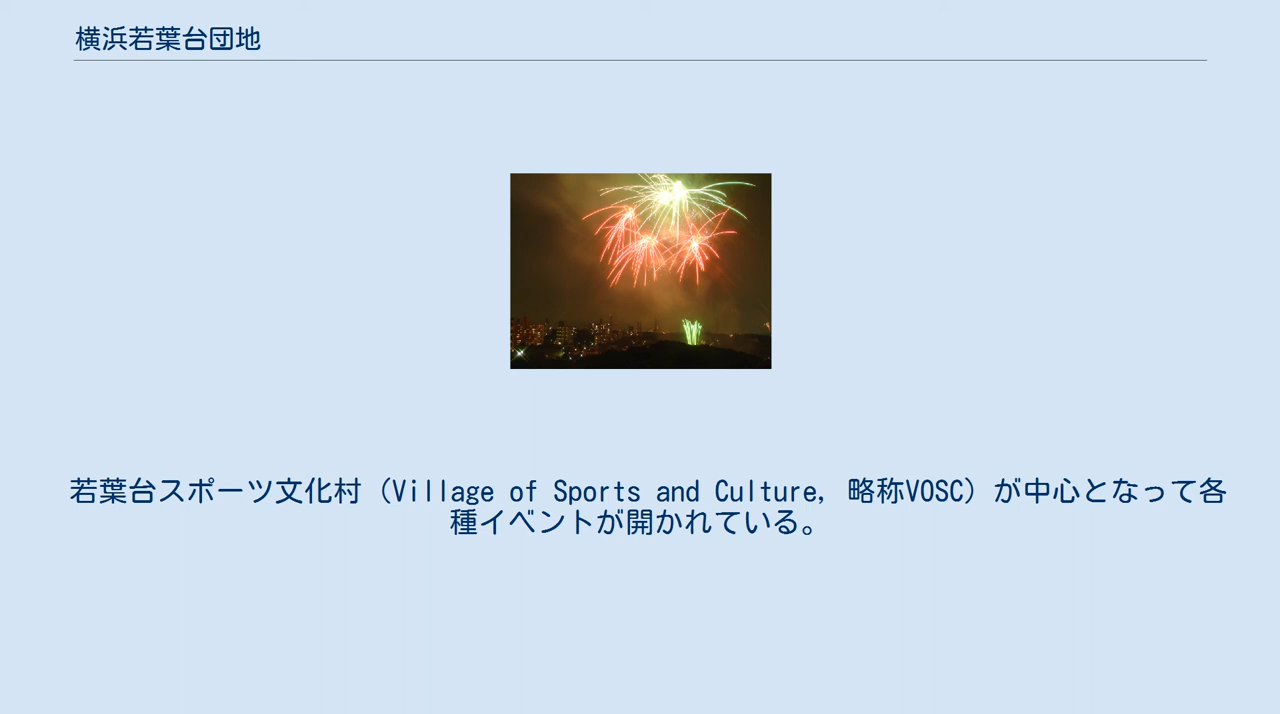 横浜若葉台団地
若葉台スポーツ文化村（Village of Sports and Culture, 略称VOSC）が中心となって各
種イベントが開かれている。